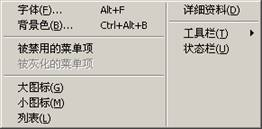 字体(F)... Alt+F
背景色(B)... Ctrl+Alt+B
被禁用的菜单项
被灰化的菜单项
大图标(G)
小图标(M)
列表(L)
详细资料(D)
工具栏(T)
状态栏(U)